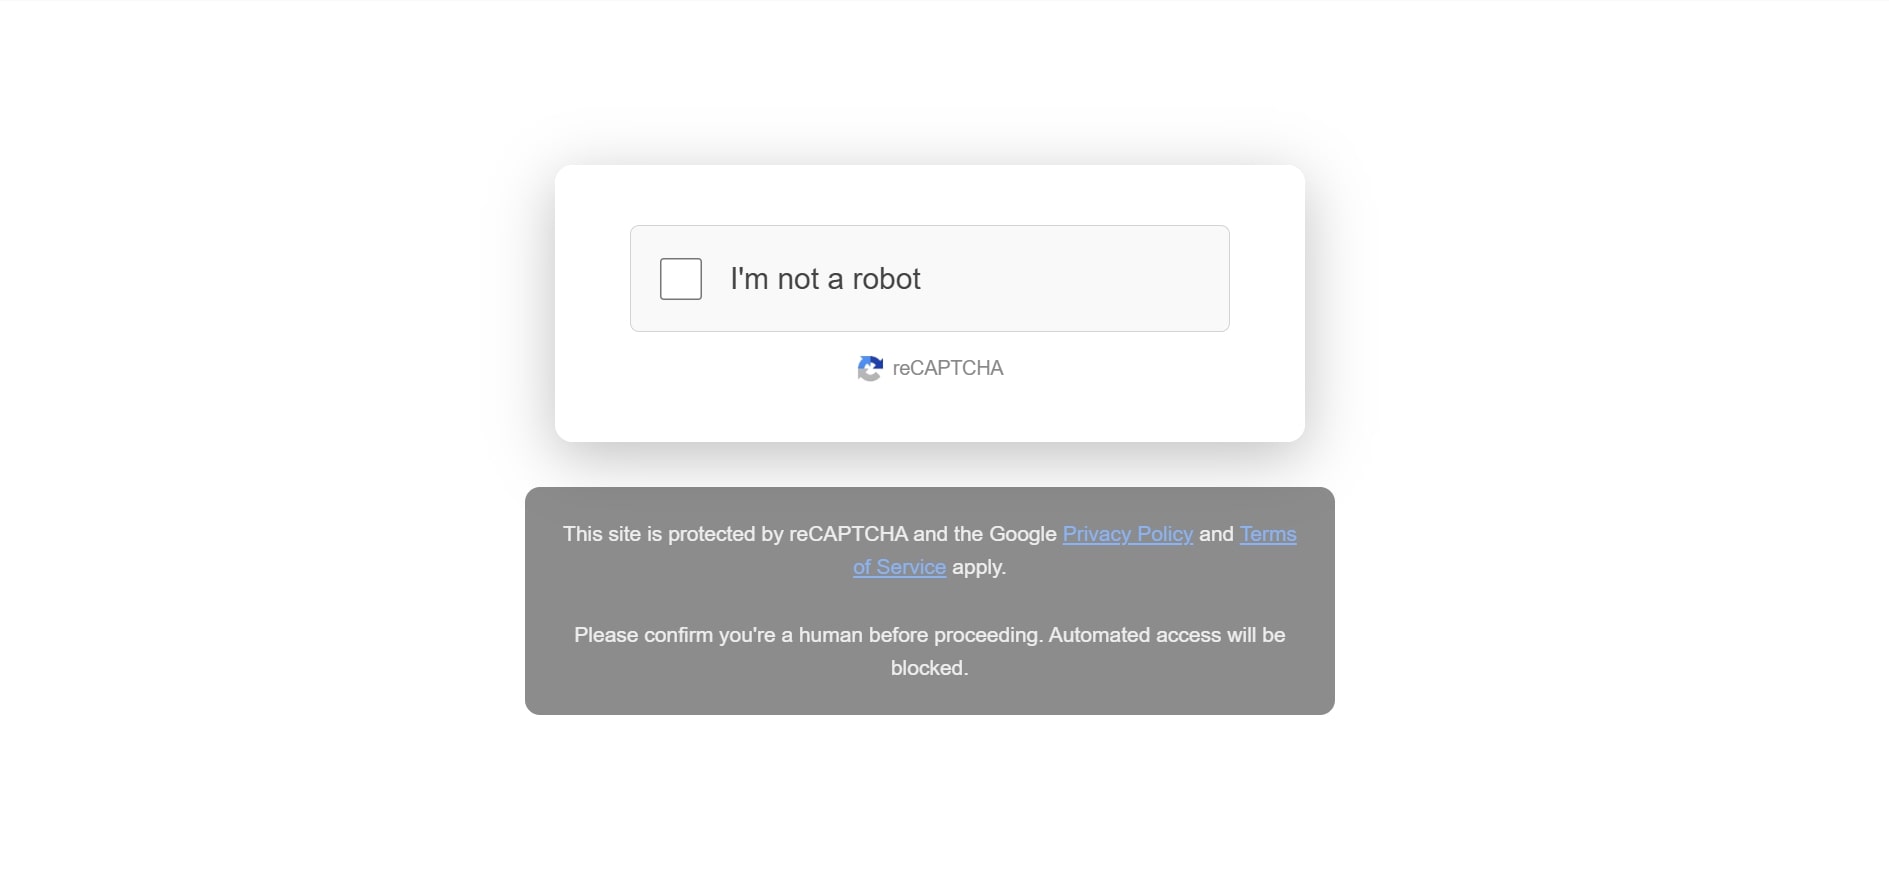 I'm not a robot
reCAPTCHA
This site is protected by reCAPTCHA and the Google Privacy Policy and Terms
of Service apply.
Please confirm you're a human before proceeding. Automated access will be
blocked.